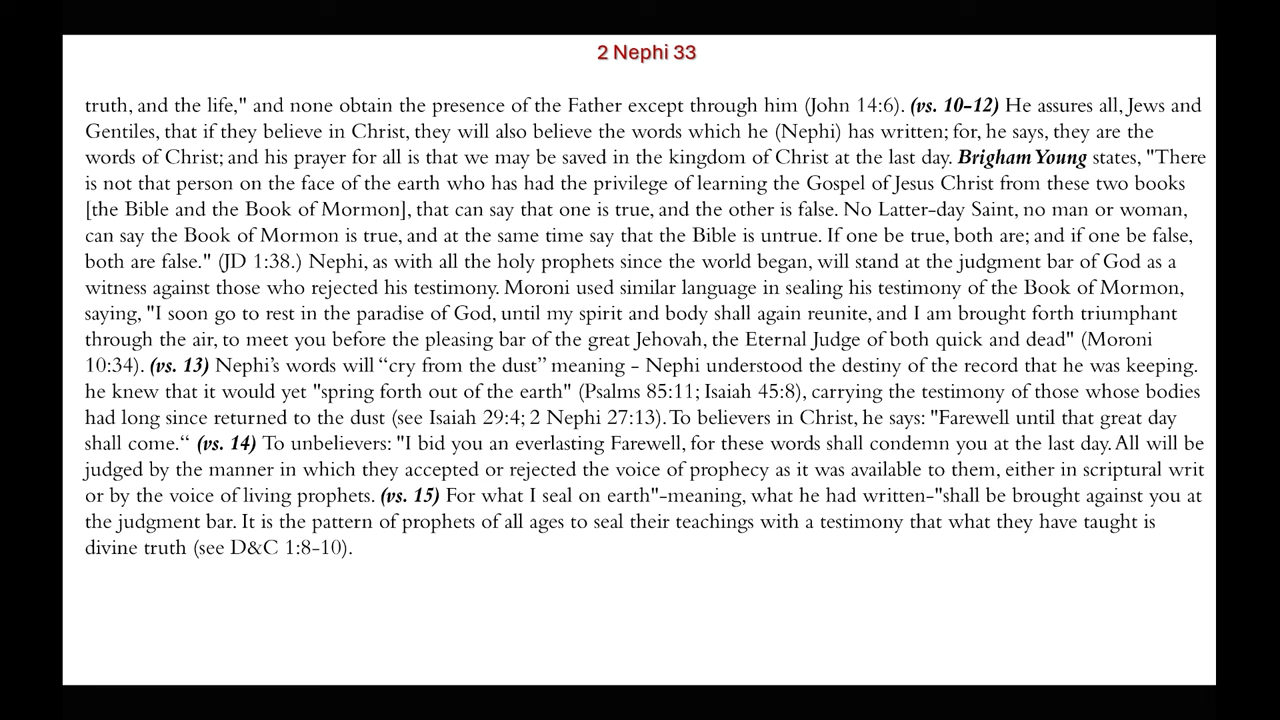 2 Nephi 33
truth, and the life," and none obtain the presence of the Father except through him (John 14:6). (vs. 10-12) He assures all, Jews and
Gentiles, that if they believe in Christ, they will also believe the words which he (Nephi) has written; for, he says, they are the
words of Christ; and his prayer for all is that we may be saved in the kingdom of Christ at the last day. Brigham Young states, "There
is not that person on the face of the earth who has had the privilege of learning the Gospel of Jesus Christ from these two books
[the Bible and the Book of Mormon], that can say that one is true, and the other is false. No Latter-day Saint, no man or woman,
can say the Book of Mormon is true, and at the same time say that the Bible is untrue. If one be true, both are; and if one be false,
both are false." (JD 1:38.) Nephi, as with all the holy prophets since the world began, will stand at the judgment bar of God as a
witness against those who rejected his testimony. Moroni used similar language in sealing his testimony of the Book of Mormon,
saying, "I soon go to rest in the paradise of God, until my spirit and body shall again reunite, and I am brought forth triumphant
through the air, to meet you before the pleasing bar of the great Jehovah, the Eternal Judge of both quick and dead" (Moroni
10:34). (vs. 13) Nephi's words will “cry from the dust” meaning - Nephi understood the destiny of the record that he was keeping.
he knew that it would yet "spring forth out of the earth" (Psalms 85:11; Isaiah 45:8), carrying the testimony of those whose bodies
had long since returned to the dust (see Isaiah 29:4; 2 Nephi 27:13). To believers in Christ, he says: "Farewell until that great day
shall come.“ (vs. 14) To unbelievers: "I bid you an everlasting Farewell, for these words shall condemn you at the last day. All will be
judged by the manner in which they accepted or rejected the voice of prophecy as it was available to them, either in scriptural writ
or by the voice of living prophets. (vs. 15) For what I seal on earth"-meaning, what he had written-"shall be brought against you at
the judgment bar. It is the pattern of prophets of all ages to seal their teachings with a testimony that what they have taught is
divine truth (see D&C 1:8-10).